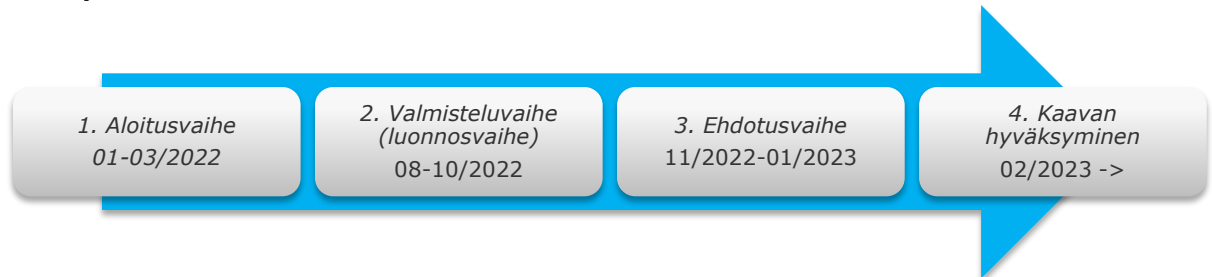 1. Aloitusvaihe
01-03/2022
2. Valmisteluvaihe
(luonnosvaihe)
08-10/2022
3. Ehdotusvaihe
11/2022-01/2023
4. Kaavan
hyväksyminen
02/2023 ->